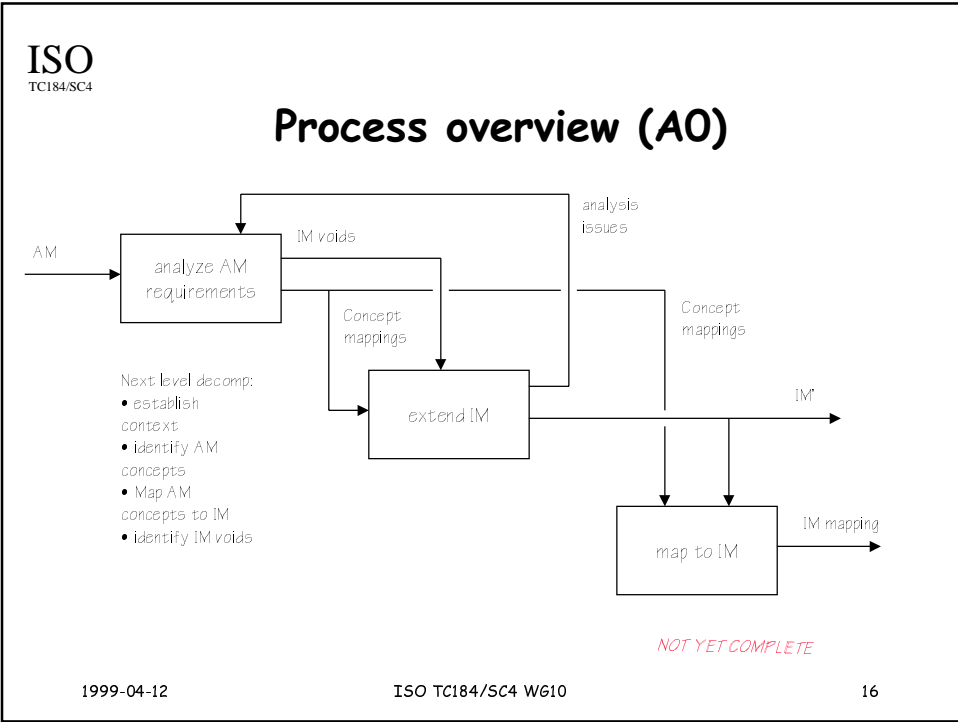 ISO
TC184/SC4
Process overview (A0)
analysis
issues
IM voids
AM
analyze AM
requirements
Concept
mappings
Concept
mappings
Next level decomp:
• establish
context
• identify AM
concepts
• Map AM
concepts to IM
• identify IM voids
extend IM
IM'
IM mapping
map to IM
NOT YET COMPLETE
1999-04-12
ISO TC184/SC4 WG10
16